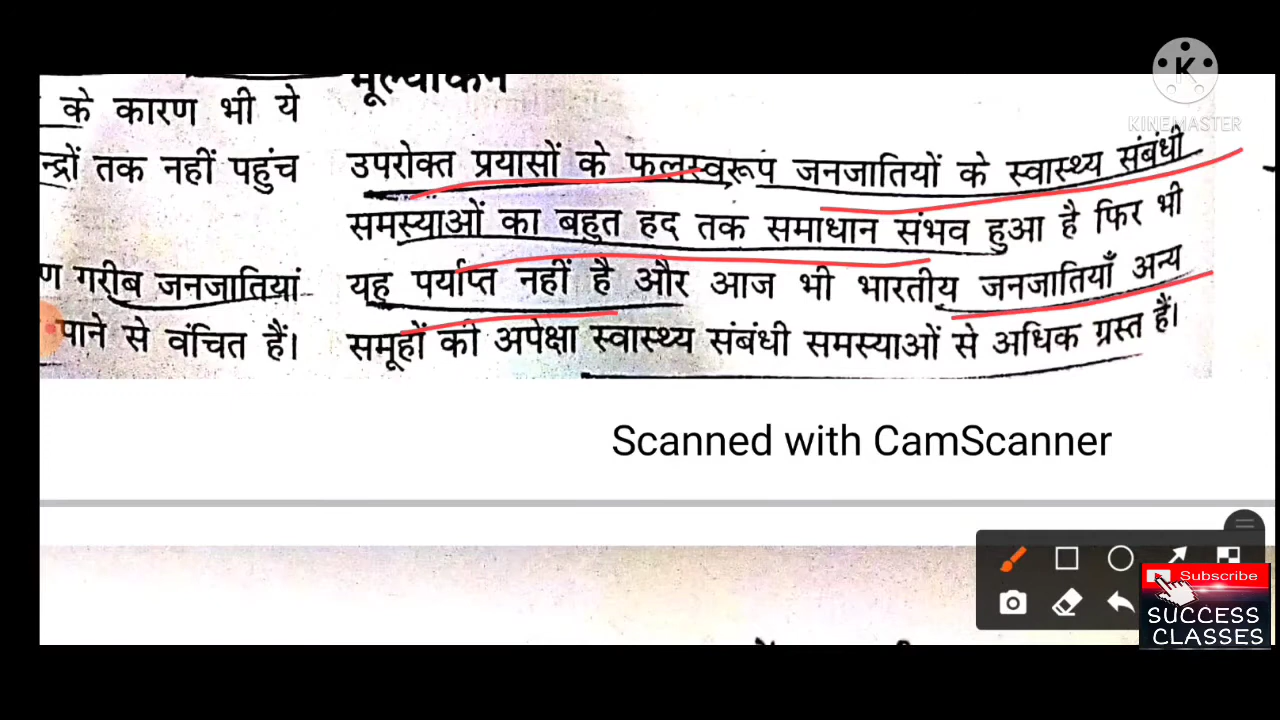 के कारण भी ये
न्द्रों तक नहीं पहुंच
ण गरीब जनजातियां
पाने से वंचित हैं।
मूल्यांकन
उपरोक्त प्रयासों के फलस्वरूप जनजातियों के स्वास्थ्य संबंधी
समस्याओं का बहुत हद तक समाधान संभव हुआ है फिर भी
यह पर्याप्त नहीं है और आज भी भारतीय जनजातियाँ अन्य
समूहों की अपेक्षा स्वास्थ्य संबंधी समस्याओं से अधिक ग्रस्त हैं।
Scanned with CamScanner
K
KINEMASTER
Subscribe
SUCCESS
CLASSES